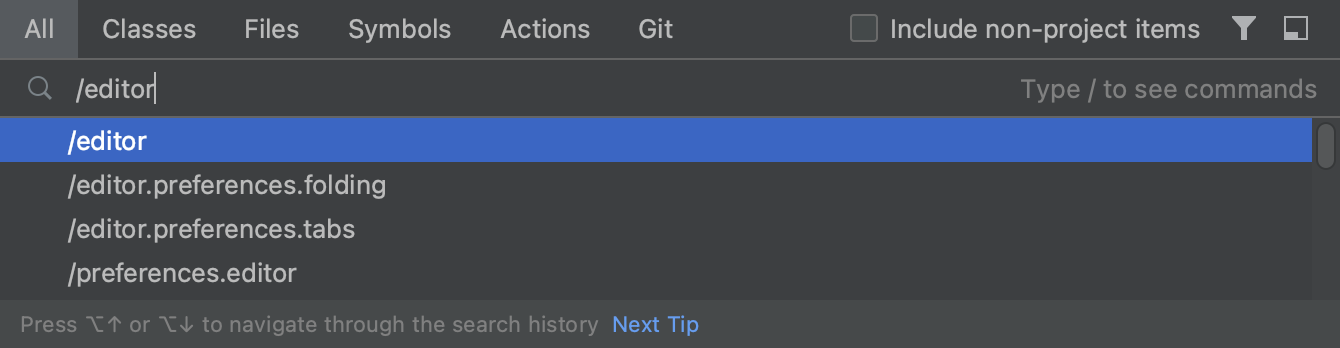 All Classes Files Symbols Actions Git Include non-project items
/editor Type / to see commands
/editor
/editor.preferences.folding
/editor.preferences.tabs
/preferences.editor
Press ⌥↑ or ⌥↓ to navigate through the search history Next Tip